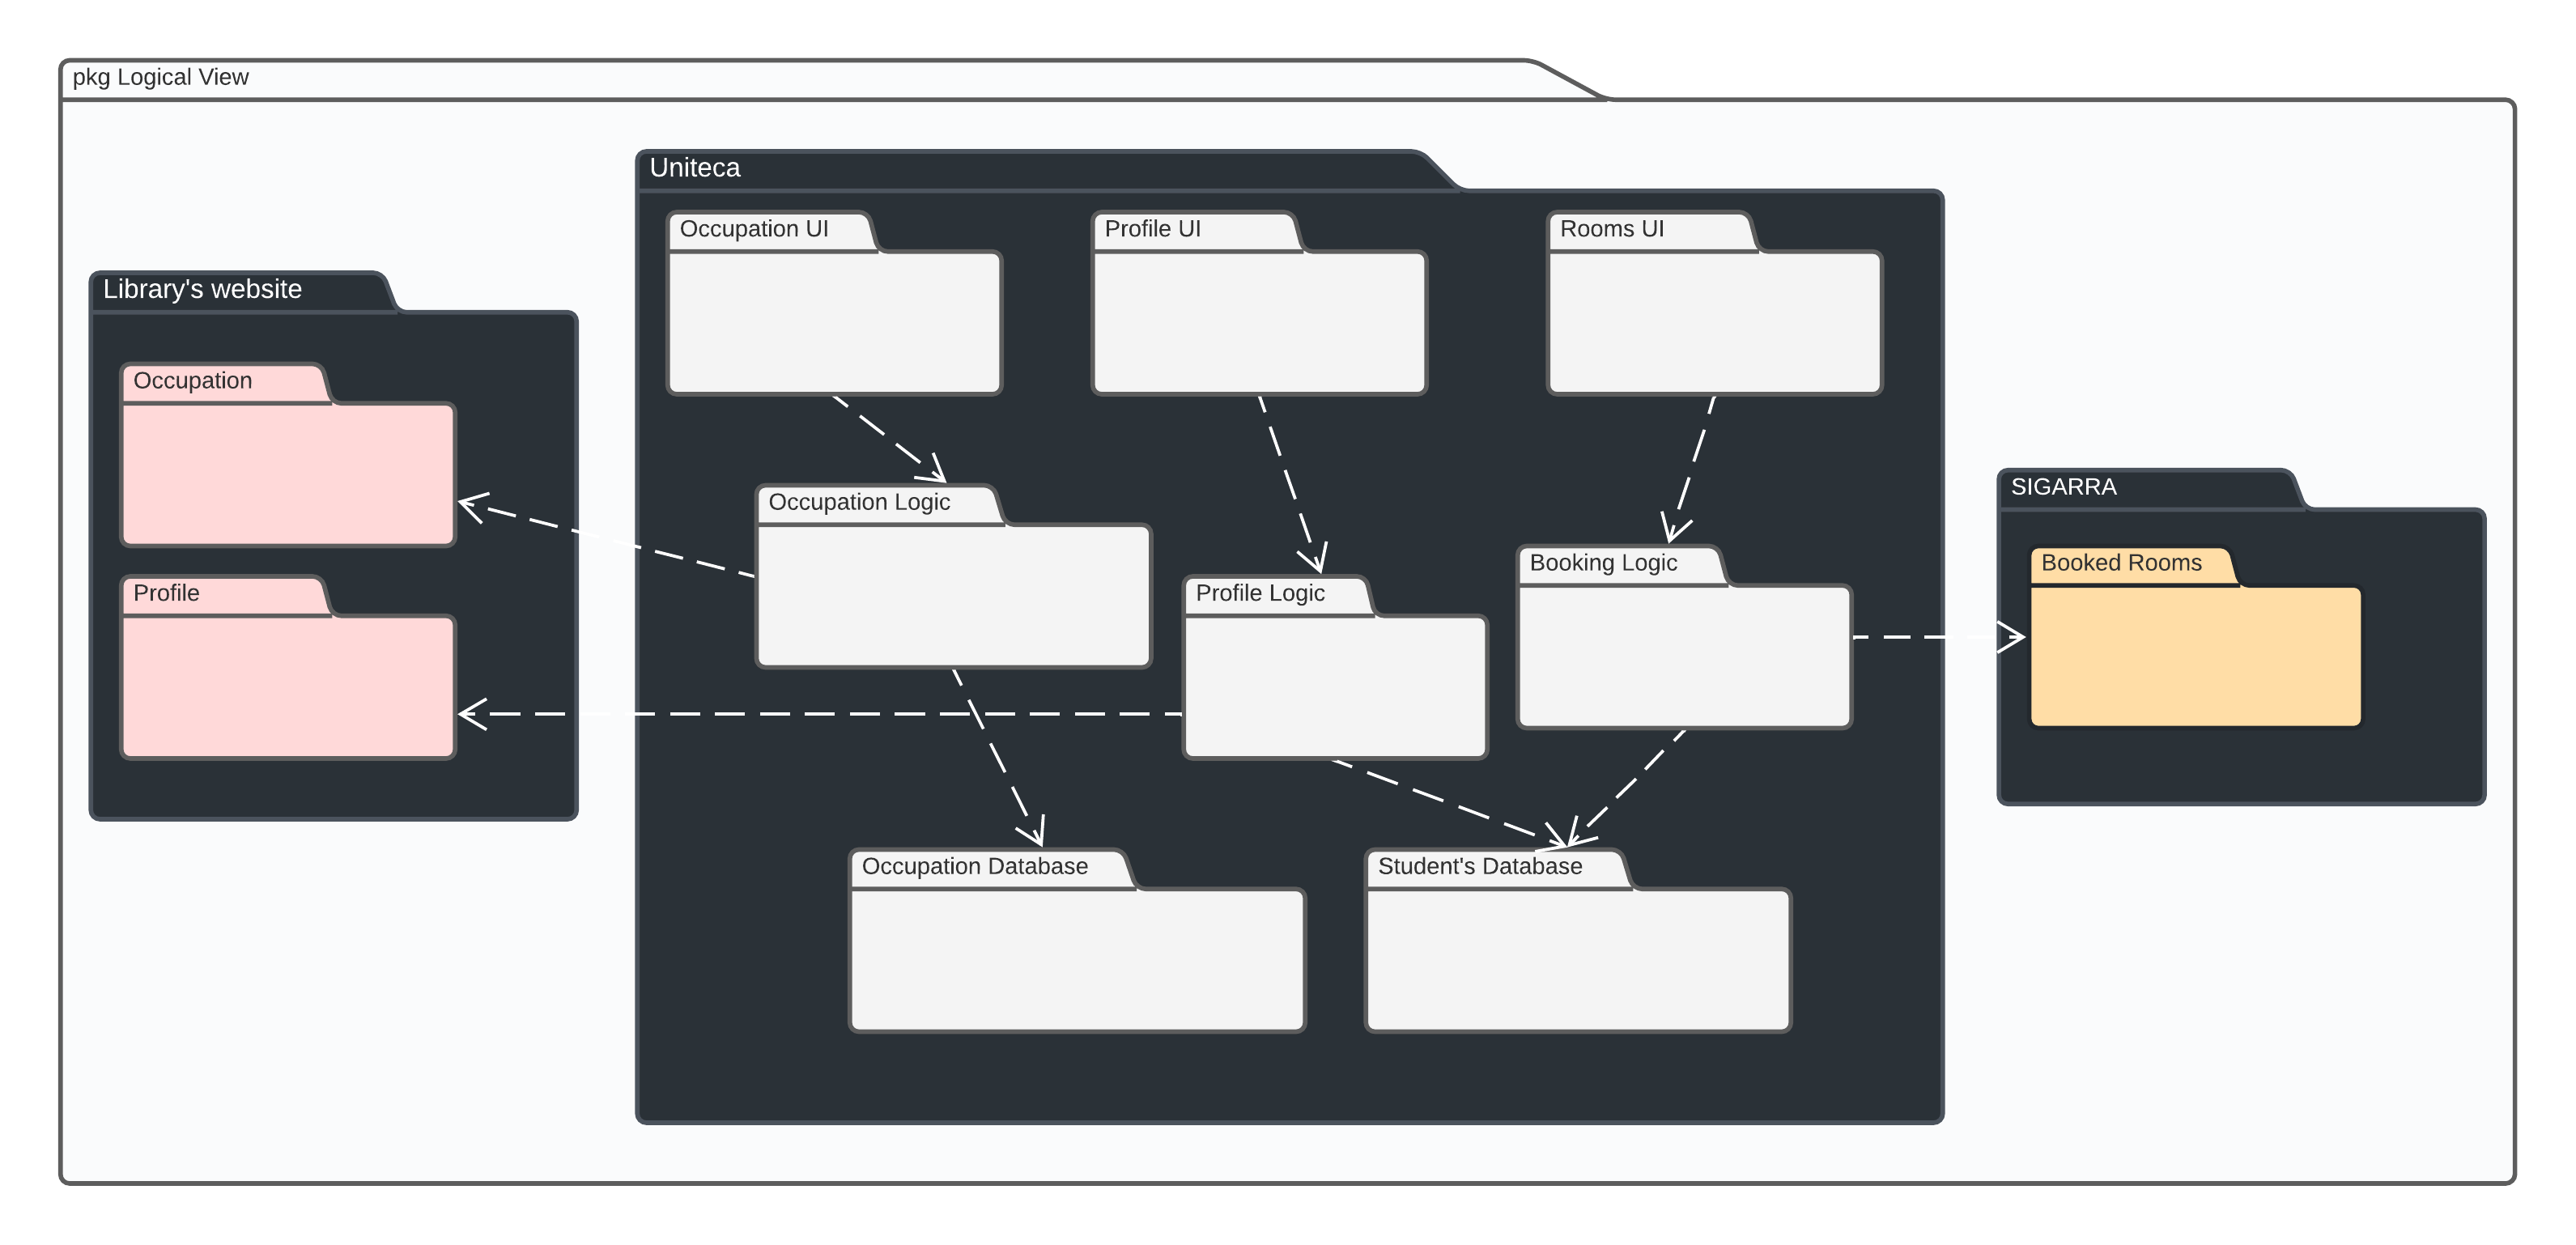 pkg Logical View
Uniteca
Occupation UI
Profile UI
Rooms UI
Library's website
Occupation
Profile
Occupation Logic
Profile Logic
Booking Logic
SIGARRA
Booked Rooms
Occupation Database
Student's Database